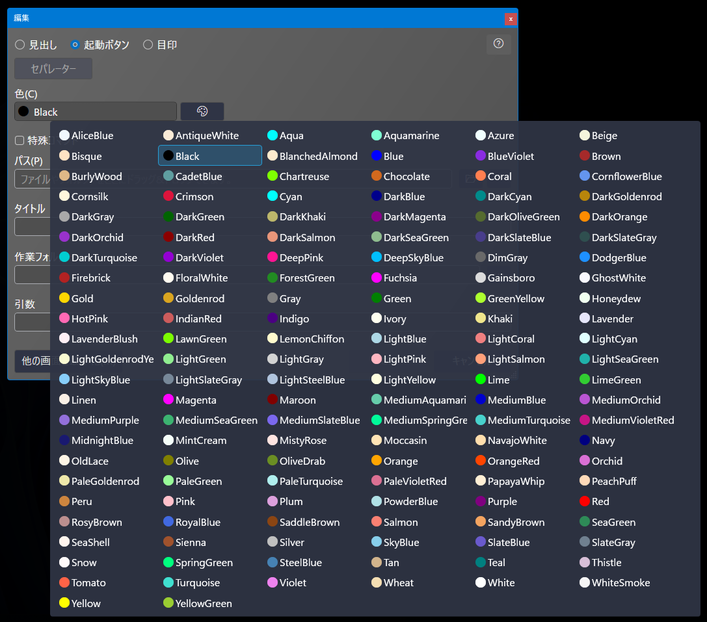 編集
見出し 起動ボタン 目印
セパレーター
色(C)
Black
AliceBlue AntiqueWhite Aqua Aquamarine Azure Beige
特殊
Bisque Black BlanchedAlmond Blue BlueViolet Brown
パス(P)
BurlyWood CadetBlue Chartreuse Chocolate Coral CornflowerBlue
ファイル
Cornsilk Crimson Cyan DarkBlue DarkCyan DarkGoldenrod
タイトル
DarkGray DarkGreen DarkKhaki DarkMagenta DarkOliveGreen DarkOrange
DarkOrchid DarkRed DarkSalmon DarkSeaGreen DarkSlateBlue DarkSlateGray
作業フォ
DarkTurquoise DarkViolet DeepPink DeepSkyBlue DimGray DodgerBlue
Firebrick FloralWhite ForestGreen Fuchsia Gainsboro GhostWhite
引数
Gold Goldenrod Gray Green GreenYellow Honeydew
HotPink IndianRed Indigo Ivory Khaki Lavender
LavenderBlush LawnGreen LemonChiffon LightBlue LightCoral LightCyan
他の画
LightGoldenrodYe LightGreen LightGray LightPink LightSalmon LightSeaGreen
LightSkyBlue LightSlateGray LightSteelBlue LightYellow Lime LimeGreen
Linen Magenta Maroon MediumAquamari MediumBlue MediumOrchid
MediumPurple MediumSeaGreen MediumSlateBlue MediumSpringGre MediumTurquoise MediumVioletRed
MidnightBlue MintCream MistyRose Moccasin NavajoWhite Navy
OldLace Olive OliveDrab Orange OrangeRed Orchid
PaleGoldenrod PaleGreen PaleTurquoise PaleVioletRed PapayaWhip PeachPuff
Peru Pink Plum PowderBlue Purple Red
RosyBrown RoyalBlue SaddleBrown Salmon SandyBrown SeaGreen
SeaShell Sienna Silver SkyBlue SlateBlue SlateGray
Snow SpringGreen SteelBlue Tan Teal Thistle
Tomato Turquoise Violet Wheat White WhiteSmoke
Yellow YellowGreen